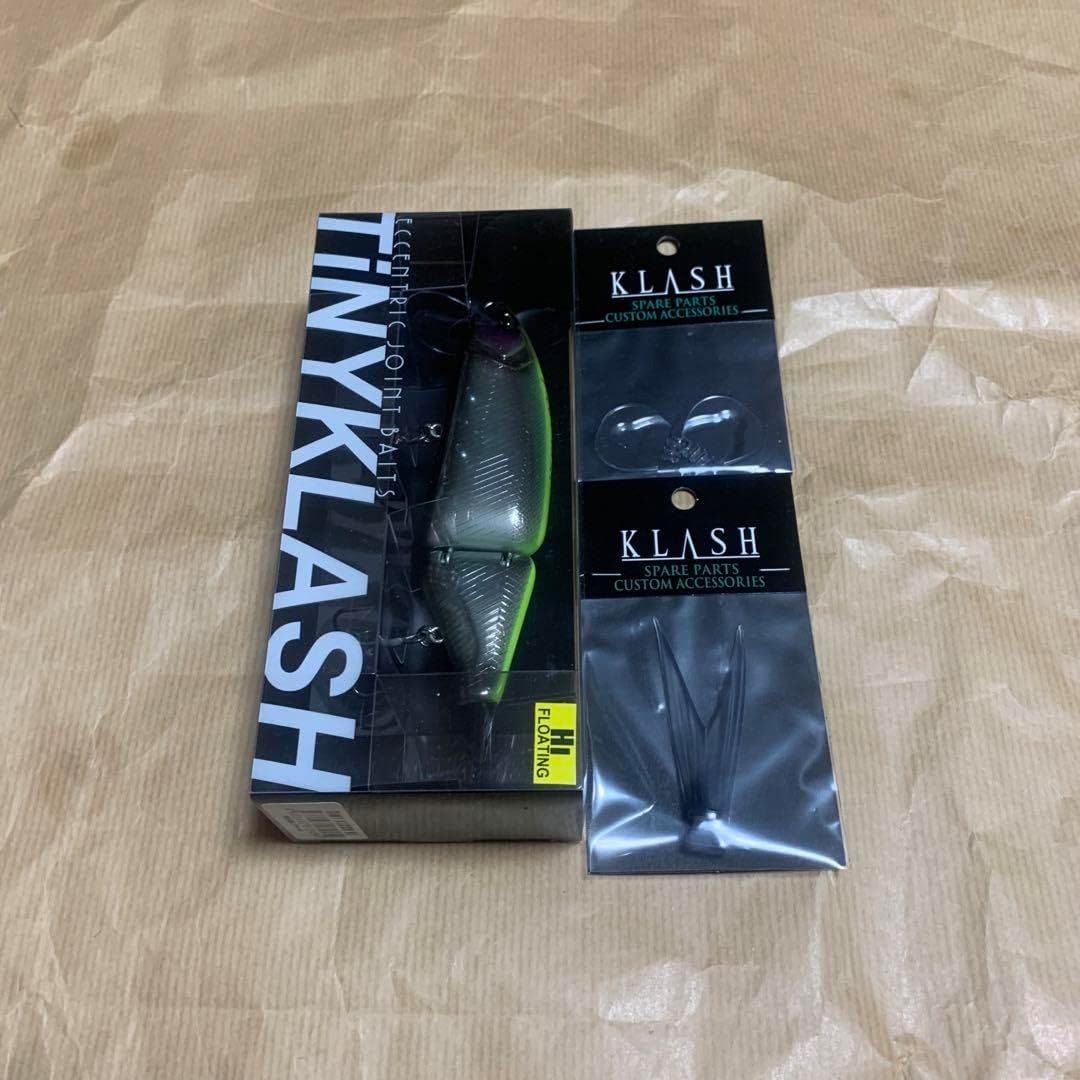 TiNYKLASH
ECCENTRIC JOINT BAITS
Hi
FLOATING
KLASH
SPARE PARTS
CUSTOM ACCESSORIES
KLASH
SPARE PARTS
CUSTOM ACCESSORIES